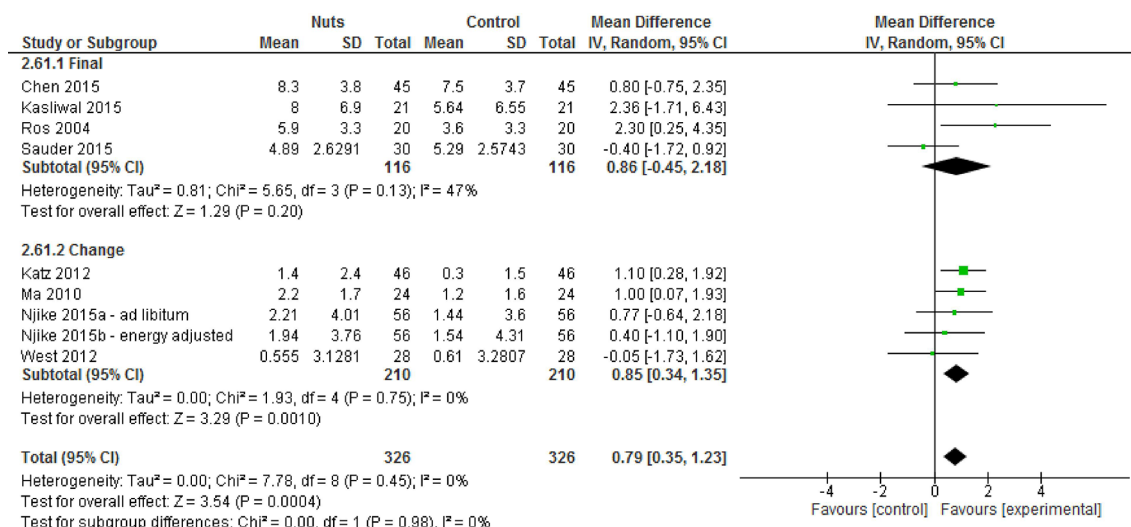 Nuts Control Mean Difference Mean Difference
Study or Subgroup Mean SD Total Mean SD Total IV, Random, 95% CI IV, Random, 95% CI
2.61.1 Final
Chen 2015 8.3 3.8 45 7.5 3.7 45 0.80 [-0.75, 2.35]
Kasliwal 2015 8 6.9 21 5.64 6.55 21 2.36 [-1.71, 6.43]
Ros 2004 5.9 3.3 20 3.6 3.3 20 2.30 [0.25, 4.35]
Sauder 2015 4.89 2.6291 30 5.29 2.5743 30 -0.40 [-1.72, 0.92]
Subtotal (95% CI) 116 116 0.86 [-0.45, 2.18]
Heterogeneity: Tau² = 0.81; Chi² = 5.65, df = 3 (P = 0.13); I² = 47%
Test for overall effect: Z = 1.29 (P = 0.20)
2.61.2 Change
Katz 2012 1.4 2.4 46 0.3 1.5 46 1.10 [0.28, 1.92]
Ma 2010 2.2 1.7 24 1.2 1.6 24 1.00 [0.07, 1.93]
Njike 2015a - ad libitum 2.21 4.01 56 1.44 3.6 56 0.77 [-0.64, 2.18]
Njike 2015b - energy adjusted 1.94 3.76 56 1.54 4.31 56 0.40 [-1.10, 1.90]
West 2012 0.555 3.1281 28 0.61 3.2807 28 -0.05 [-1.73, 1.62]
Subtotal (95% CI) 210 210 0.85 [0.34, 1.35]
Heterogeneity: Tau² = 0.00; Chi² = 1.93, df = 4 (P = 0.75); I² = 0%
Test for overall effect: Z = 3.29 (P = 0.0010)
Total (95% CI) 326 326 0.79 [0.35, 1.23]
Heterogeneity: Tau² = 0.00; Chi² = 7.78, df = 8 (P = 0.45); I² = 0%
Test for overall effect: Z = 3.54 (P = 0.0004)
Test for subgroup differences: Chi² = 0.00, df = 1 (P = 0.98), I² = 0%
-4 -2 0 2 4
Favours [control] Favours [experimental]